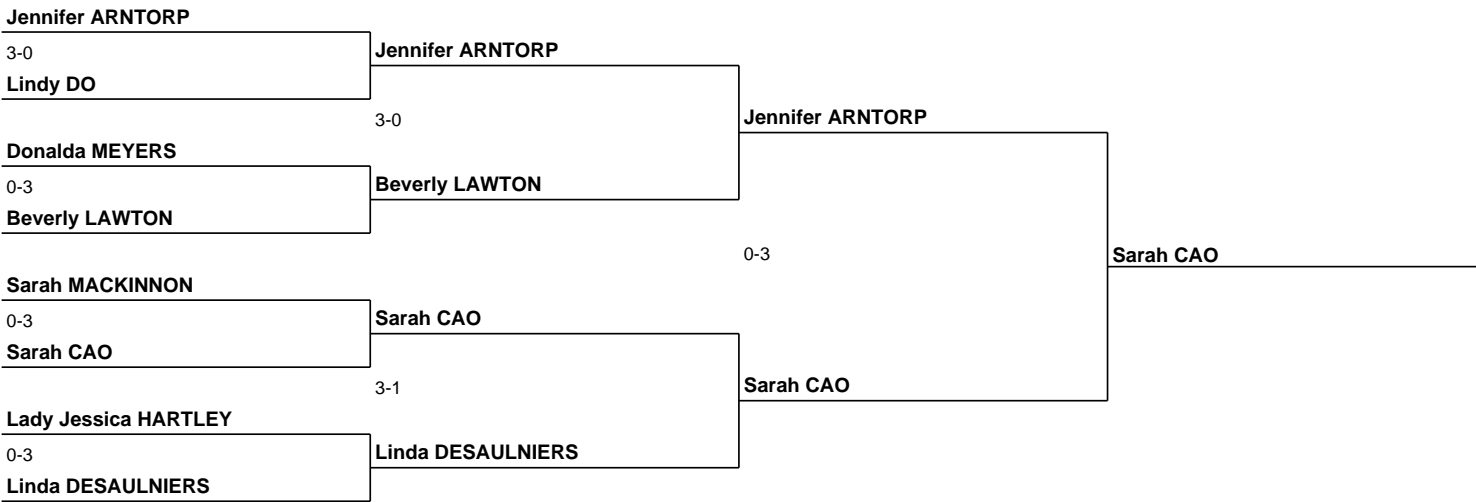 Jennifer ARNTORP
3-0
Jennifer ARNTORP
Lindy DO
3-0
Jennifer ARNTORP
Donalda MEYERS
0-3
Beverly LAWTON
Beverly LAWTON
0-3
Sarah CAO
Sarah MACKINNON
0-3
Sarah CAO
Sarah CAO
3-1
Sarah CAO
Lady Jessica HARTLEY
0-3
Linda DESAULNIERS
Linda DESAULNIERS